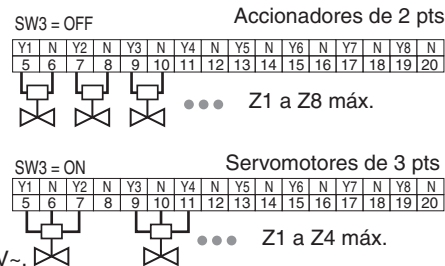 SW3 = OFF Accionadores de 2 pts
Y1 N Y2 N Y3 N Y4 N Y5 N Y6 N Y7 N Y8 N
5 6 7 8 9 10 11 12 13 14 15 16 17 18 19 20
Z1 a Z8 máx.
SW3 = ON Servomotores de 3 pts
Y1 N Y2 N Y3 N Y4 N Y5 N Y6 N Y7 N Y8 N
5 6 7 8 9 10 11 12 13 14 15 16 17 18 19 20
Z1 a Z4 máx.
V~.